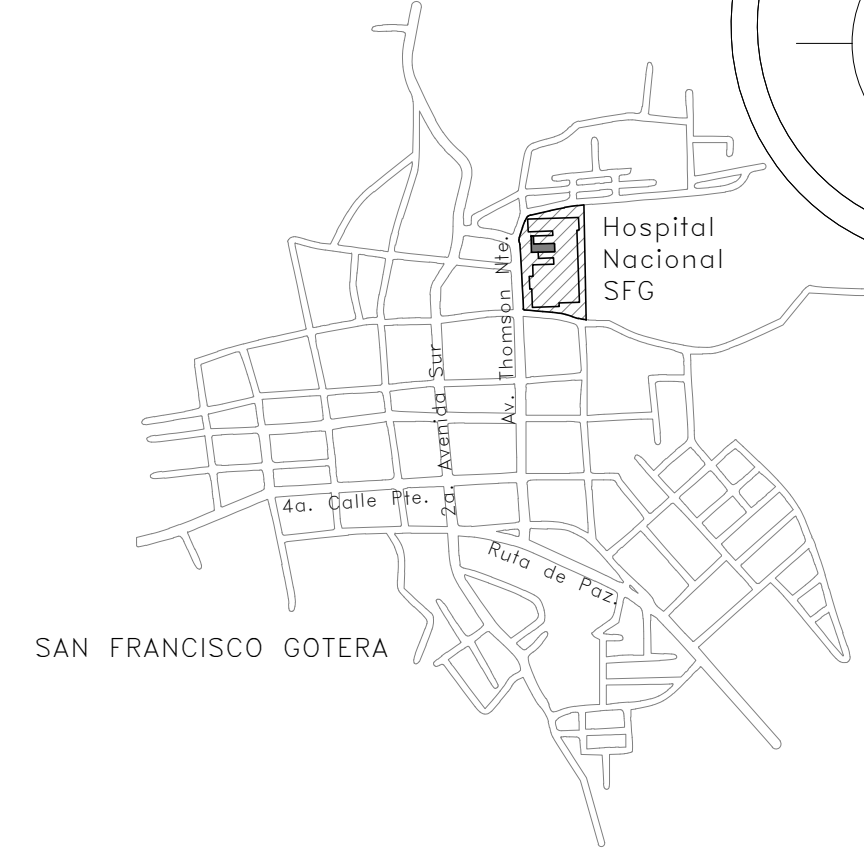 Hospital
Nacional
SFG
Av. Thomson Nte.
2a. Avenida Sur
4a. Calle Pte.
Ruta de Paz.
SAN FRANCISCO GOTERA